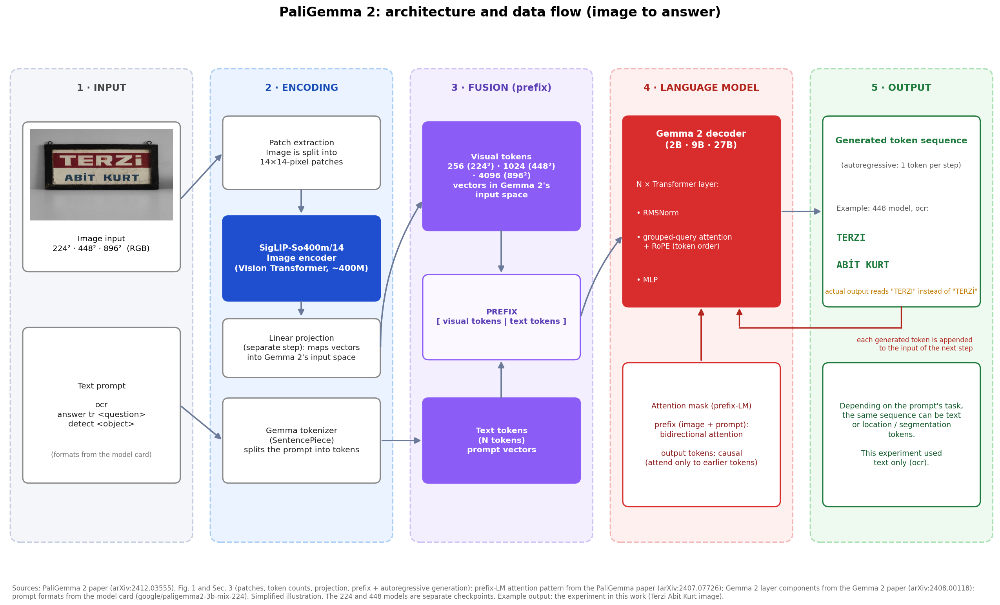 PaliGemma 2: architecture and data flow (image to answer)
1 · INPUT
TERZi
ABİT KURT
Image input
224² · 448² · 896² (RGB)
Text prompt
ocr
answer tr <question>
detect <object>
(formats from the model card)
2 · ENCODING
Patch extraction
Image is split into
14×14-pixel patches
SigLIP-So400m/14
Image encoder
(Vision Transformer, ~400M)
Linear projection
(separate step): maps vectors
into Gemma 2's input space
Gemma tokenizer
(SentencePiece)
splits the prompt into tokens
3 · FUSION (prefix)
Visual tokens
256 (224²) · 1024 (448²)
· 4096 (896²)
vectors in Gemma 2's
input space
PREFIX
[ visual tokens | text tokens ]
Text tokens
(N tokens)
prompt vectors
4 · LANGUAGE MODEL
Gemma 2 decoder
(2B · 9B · 27B)
N × Transformer layer:
• RMSNorm
• grouped-query attention
+ RoPE (token order)
• MLP
Attention mask (prefix-LM)
prefix (image + prompt):
bidirectional attention
output tokens: causal
(attend only to earlier tokens)
5 · OUTPUT
Generated token sequence
(autoregressive: 1 token per step)
Example: 448 model, ocr:
TERZI
ABİT KURT
actual output reads "TERZI" instead of "TERZİ"
each generated token is appended
to the input of the next step
Depending on the prompt's task,
the same sequence can be text
or location / segmentation
tokens.
This experiment used
text only (ocr).
Sources: PaliGemma 2 paper (arXiv:2412.03555), Fig. 1 and Sec. 3 (patches, token counts, projection, prefix + autoregressive generation); prefix-LM attention pattern from the PaliGemma paper (arXiv:2407.07726); Gemma 2 layer components from the Gemma 2 paper (arXiv:2408.00118);
prompt formats from the model card (google/paligemma2-3b-mix-224). Simplified illustration. The 224 and 448 models are separate checkpoints. Example output: the experiment in this work (Terzi Abit Kurt image).